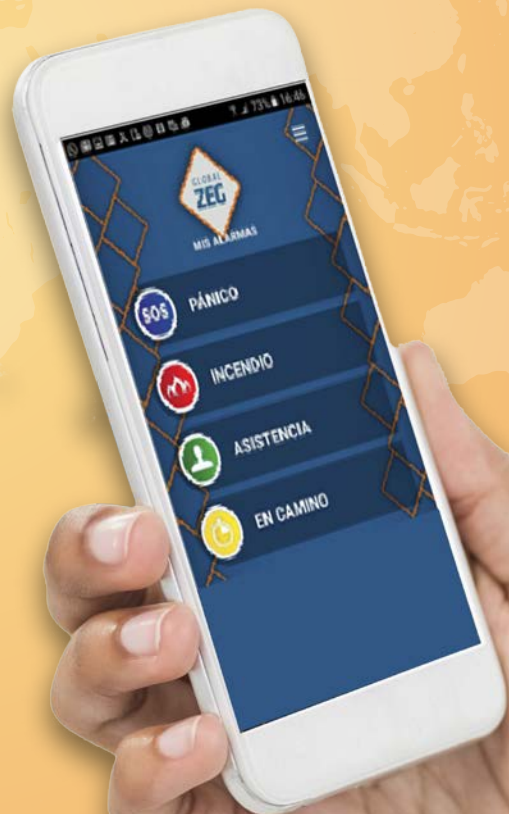 73% 16:46
GLOBAL
ZEG
MIS ALARMAS
SOS PÁNICO
INCENDIO
ASISTENCIA
EN CAMINO